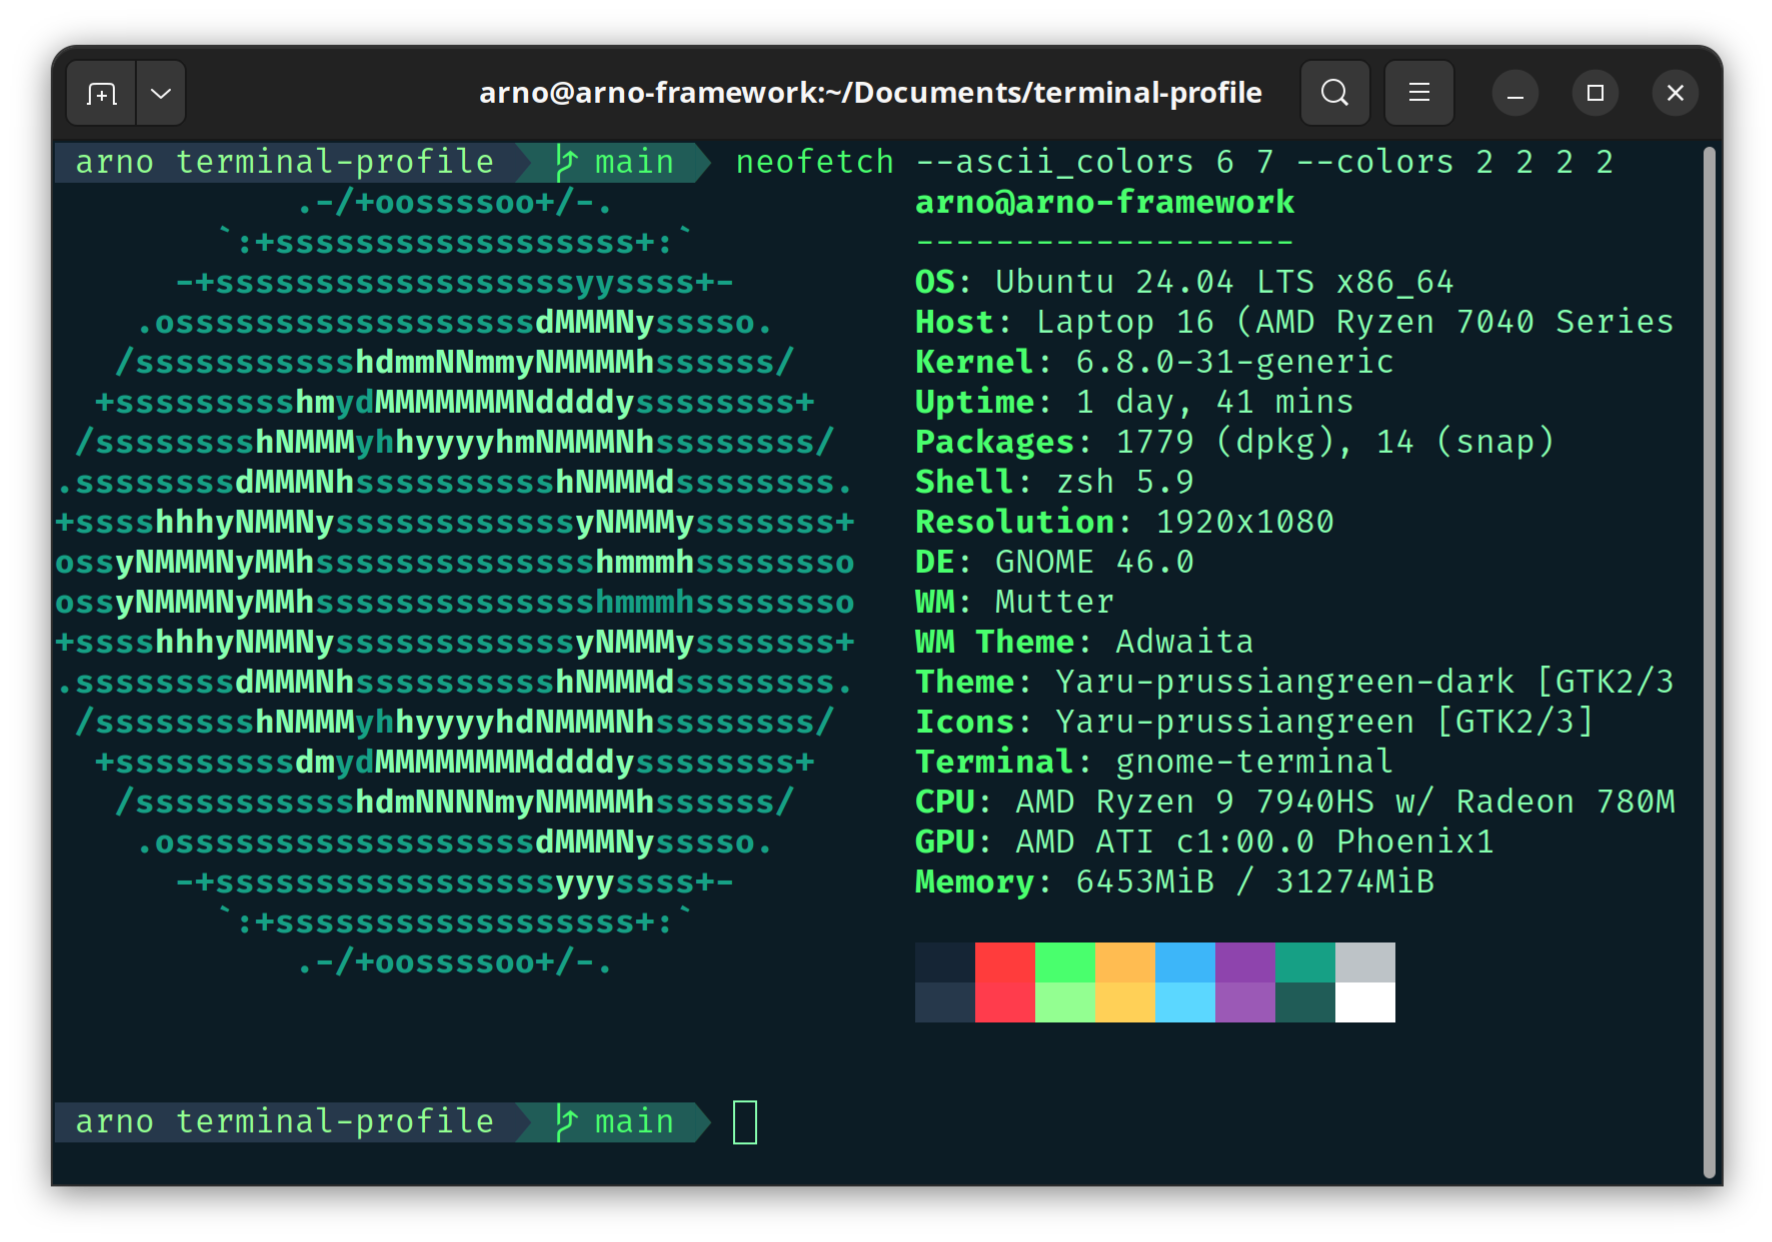 arno@arno-framework:~/Documents/terminal-profile
arno terminal-profile main neofetch --ascii_colors 6 7 --colors 2 2 2 2
.-/+oossssoo+/-. arno@arno-framework
`:+ssssssssssssssssss+:` -------------------
-+ssssssssssssssssssyyssss+- OS: Ubuntu 24.04 LTS x86_64
.ossssssssssssssssssdMMMNysssso. Host: Laptop 16 (AMD Ryzen 7040 Series
/ssssssssssshdmmNNmmyNMMMMhssssss/ Kernel: 6.8.0-31-generic
+ssssssssshmydMMMMMMMNddddyssssssss+ Uptime: 1 day, 41 mins
/sssssssshNMMMyhhyyyyhmNMMMNhssssssss/ Packages: 1779 (dpkg), 14 (snap)
.ssssssssdMMMNhsssssssssshNMMMdssssssss. Shell: zsh 5.9
+sssshhhyNMMNyssssssssssssyNMMMysssssss+ Resolution: 1920x1080
ossyNMMMNyMMhsssssssssssssshmmmhssssssso DE: GNOME 46.0
ossyNMMMNyMMhsssssssssssssshmmmhssssssso WM: Mutter
+sssshhhyNMMNyssssssssssssyNMMMysssssss+ WM Theme: Adwaita
.ssssssssdMMMNhsssssssssshNMMMdssssssss. Theme: Yaru-prussiangreen-dark [GTK2/3
/sssssssshNMMMyhhyyyyhdNMMMNhssssssss/ Icons: Yaru-prussiangreen [GTK2/3]
+sssssssssdmydMMMMMMMMddddyssssssss+ Terminal: gnome-terminal
/ssssssssssshdmNNNNmyNMMMMhssssss/ CPU: AMD Ryzen 9 7940HS w/ Radeon 780M
.ossssssssssssssssssdMMMNysssso. GPU: AMD ATI c1:00.0 Phoenix1
-+sssssssssssssssssyyyssss+- Memory: 6453MiB / 31274MiB
`:+ssssssssssssssssss+:`
.-/+oossssoo+/-.
arno terminal-profile main